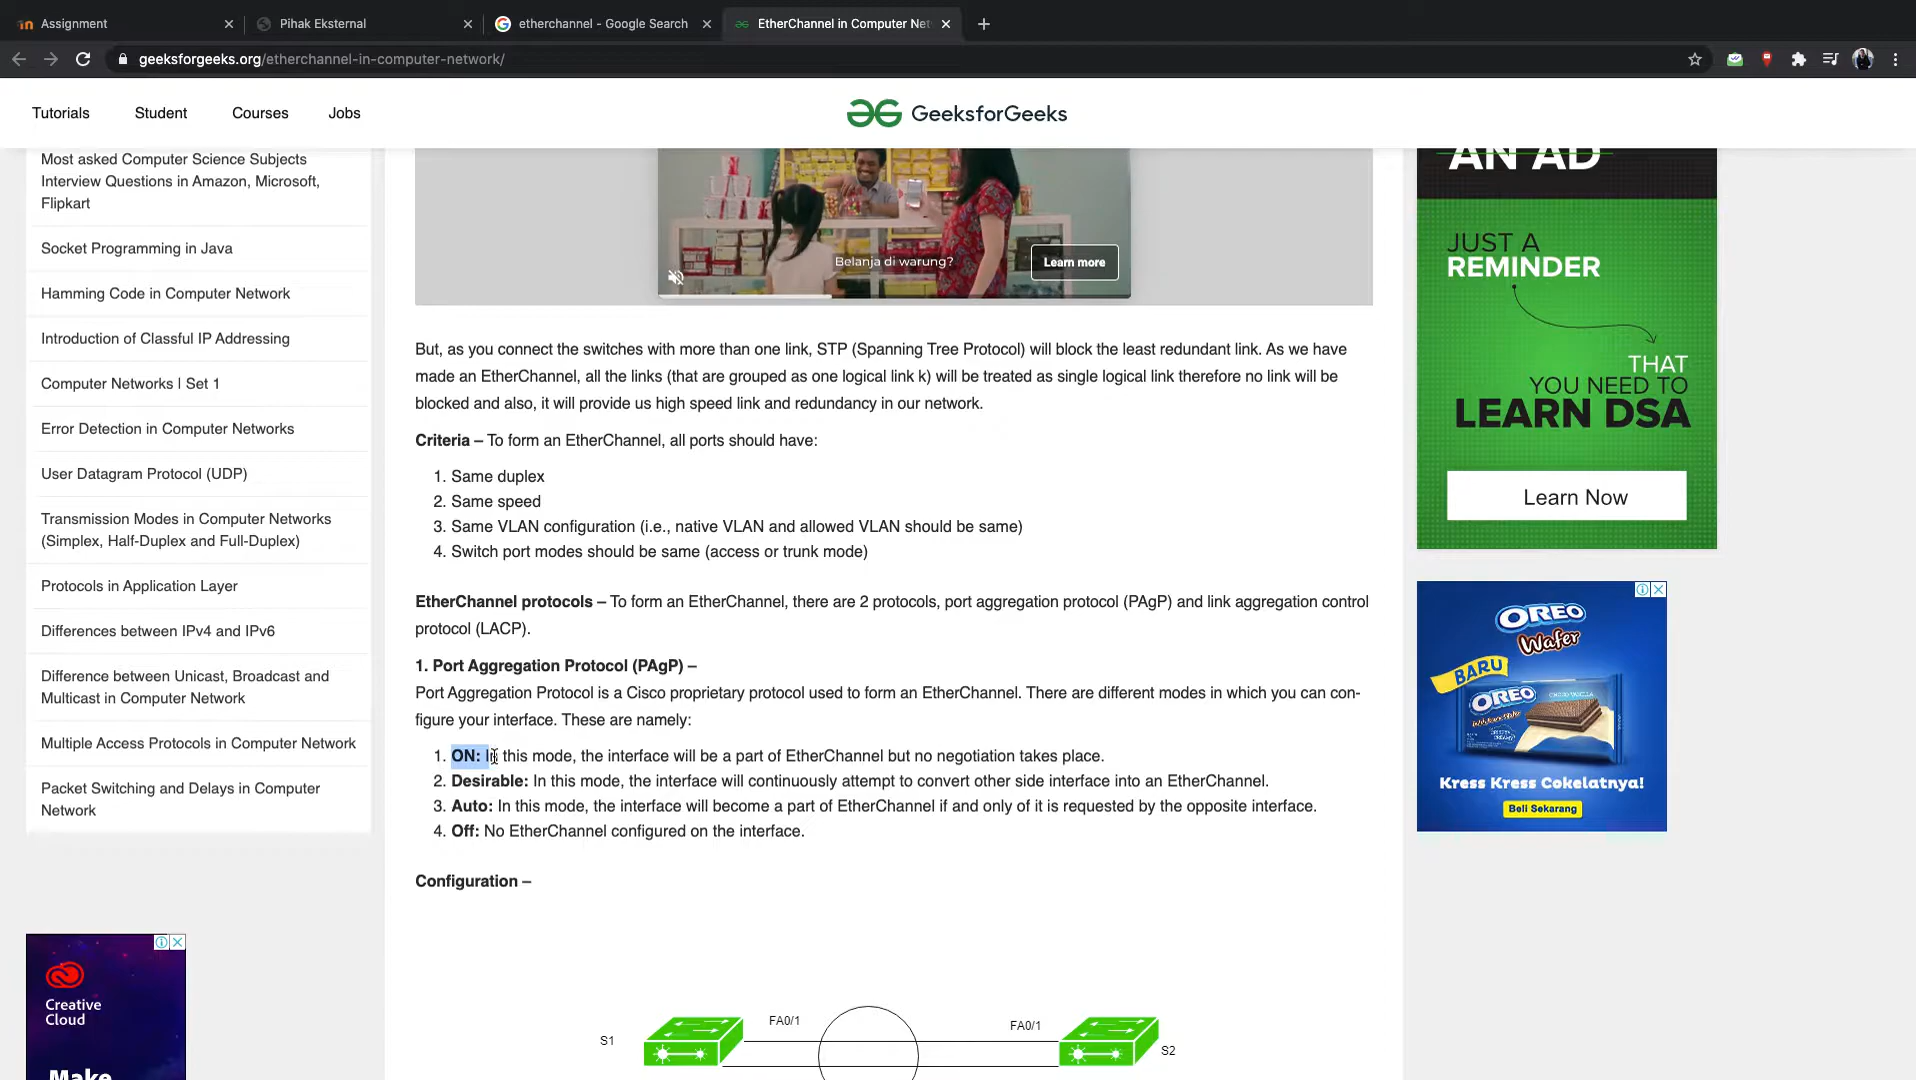 Assignment
Pihak Eksternal
etherchannel - Google Search
EtherChannel in Computer Net
geeksforgeeks.org/etherchannel-in-computer-network/
Tutorials
Student
Courses
Jobs
GeeksforGeeks
Most asked Computer Science Subjects
Interview Questions in Amazon, Microsoft,
Flipkart
Socket Programming in Java
Hamming Code in Computer Network
Introduction of Classful IP Addressing
Computer Networks | Set 1
Error Detection in Computer Networks
User Datagram Protocol (UDP)
Transmission Modes in Computer Networks
(Simplex, Half-Duplex and Full-Duplex)
Protocols in Application Layer
Differences between IPv4 and IPv6
Difference between Unicast, Broadcast and
Multicast in Computer Network
Multiple Access Protocols in Computer Network
Packet Switching and Delays in Computer
Network
Creative
Cloud
Make
Belanja di warung?
Learn more
But, as you connect the switches with more than one link, STP (Spanning Tree Protocol) will block the least redundant link. As we have
made an EtherChannel, all the links (that are grouped as one logical link k) will be treated as single logical link therefore no link will be
blocked and also, it will provide us high speed link and redundancy in our network.
Criteria – To form an EtherChannel, all ports should have:
1. Same duplex
2. Same speed
3. Same VLAN configuration (i.e., native VLAN and allowed VLAN should be same)
4. Switch port modes should be same (access or trunk mode)
EtherChannel protocols – To form an EtherChannel, there are 2 protocols, port aggregation protocol (PAgP) and link aggregation control
protocol (LACP).
1. Port Aggregation Protocol (PAgP) –
Port Aggregation Protocol is a Cisco proprietary protocol used to form an EtherChannel. There are different modes in which you can con-
figure your interface. These are namely:
1. ON: In this mode, the interface will be a part of EtherChannel but no negotiation takes place.
2. Desirable: In this mode, the interface will continuously attempt to convert other side interface into an EtherChannel.
3. Auto: In this mode, the interface will become a part of EtherChannel if and only of it is requested by the opposite interface.
4. Off: No EtherChannel configured on the interface.
Configuration –
S1
FA0/1
FA0/1
S2
AN AD
JUST A
REMINDER
THAT
YOU NEED TO
LEARN DSA
Learn Now
OREO
Wafer
BARU
OREO
Kress Kress Cokelatnya!
Beli Sekarang